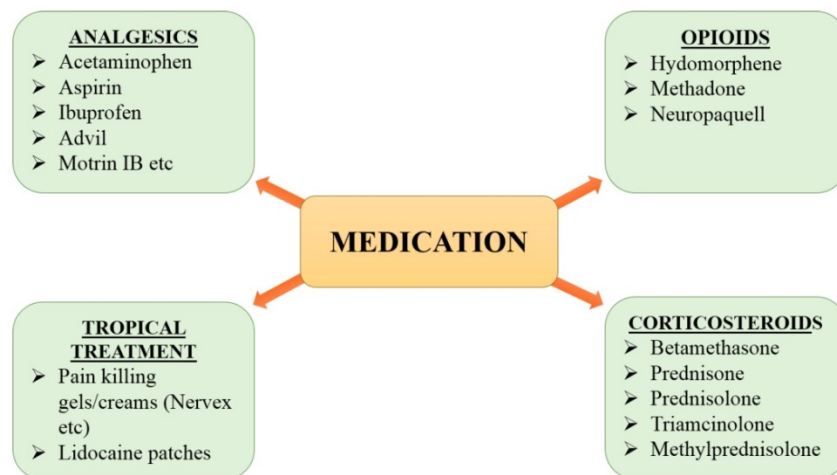 ANALGESICS
➢ Acetaminophen
➢ Aspirin
➢ Ibuprofen
➢ Advil
➢ Motrin IB etc
OPIOIDS
➢ Hydomorphene
➢ Methadone
➢ Neuropaquell
MEDICATION
TROPICAL
TREATMENT
➢ Pain killing
gels/creams (Nervex
etc)
➢ Lidocaine patches
CORTICOSTEROIDS
➢ Betamethasone
➢ Prednisone
➢ Prednisolone
➢ Triamcinolone
➢ Methylprednisolone